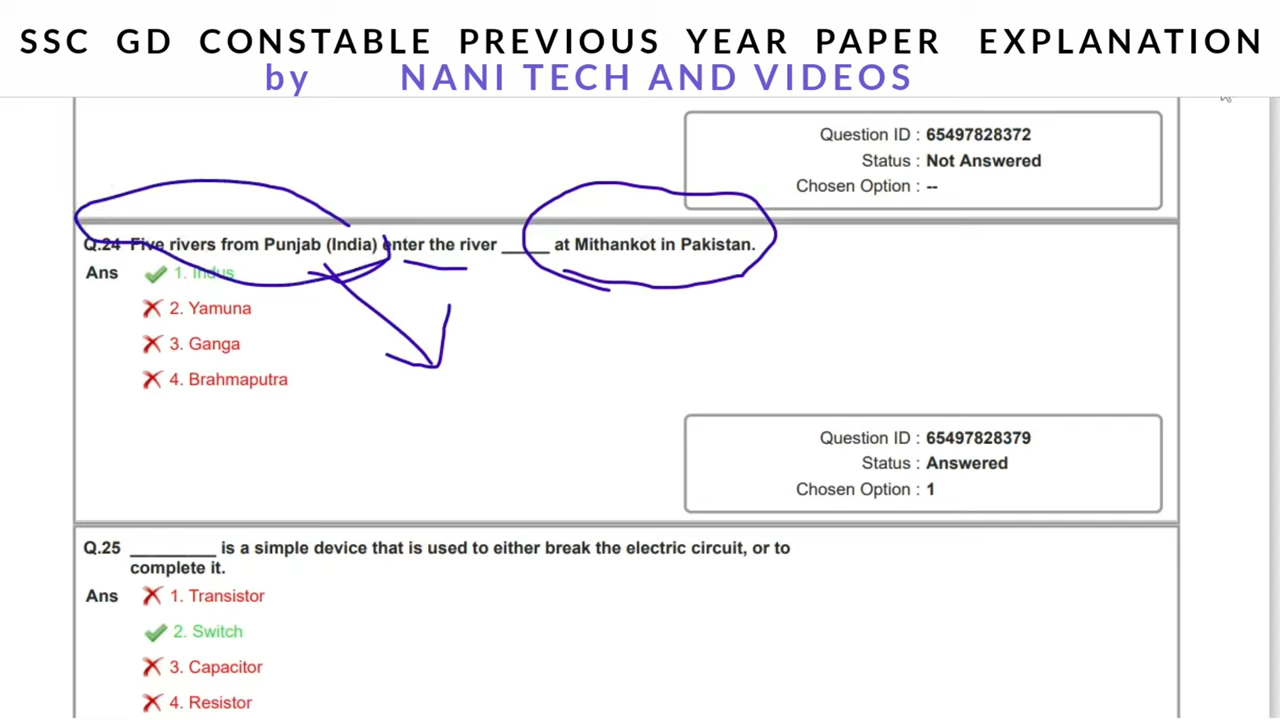 SSC GD CONSTABLE PREVIOUS YEAR PAPER EXPLANATION
by NANI TECH AND VIDEOS
Question ID : 65497828372
Status : Not Answered
Chosen Option : --
Q.24 Five rivers from Punjab (India) enter the river _____ at Mithankot in Pakistan.
Ans 1. Indus
2. Yamuna
3. Ganga
4. Brahmaputra
Question ID : 65497828379
Status : Answered
Chosen Option : 1
Q.25 _________ is a simple device that is used to either break the electric circuit, or to
complete it.
Ans 1. Transistor
2. Switch
3. Capacitor
4. Resistor